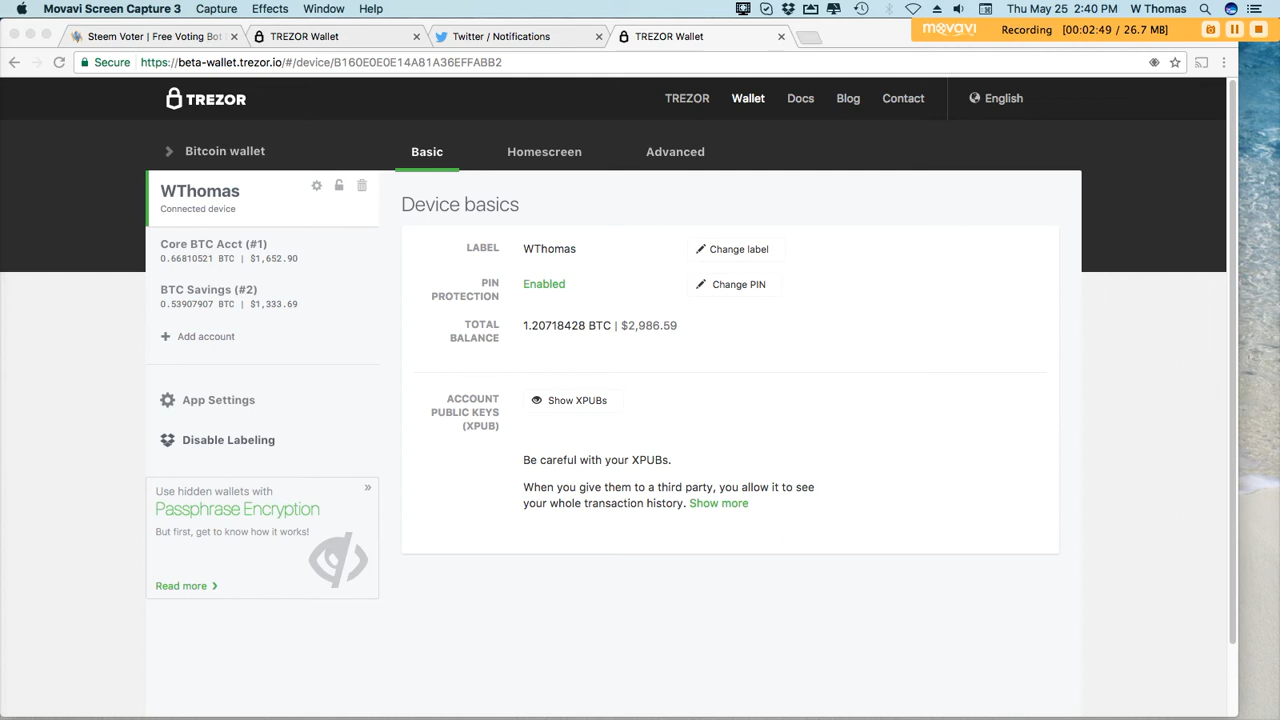 Movavi Screen Capture 3 Capture Effects Window Help Thu May 25 2:40 PM W Thomas
Steem Voter | Free Voting Bot TREZOR Wallet Twitter / Notifications TREZOR Wallet
movavi Recording [00:02:49 / 26.7 MB]
Secure https://beta-wallet.trezor.io/#/device/B160E0E0E14A81A36EFFABB2
TREZOR TREZOR Wallet Docs Blog Contact English
Bitcoin wallet Basic Homescreen Advanced
WThomas
Connected device
Core BTC Acct (#1)
0.66810521 BTC | $1,652.90
BTC Savings (#2)
0.53907907 BTC | $1,333.69
Add account
App Settings
Disable Labeling
Use hidden wallets with
Passphrase Encryption
But first, get to know how it works!
Read more
Device basics
LABEL WThomas Change label
PIN
PROTECTION Enabled Change PIN
TOTAL
BALANCE 1.20718428 BTC | $2,986.59
ACCOUNT
PUBLIC KEYS
(XPUB) Show XPUBs
Be careful with your XPUBs.
When you give them to a third party, you allow it to see
your whole transaction history. Show more